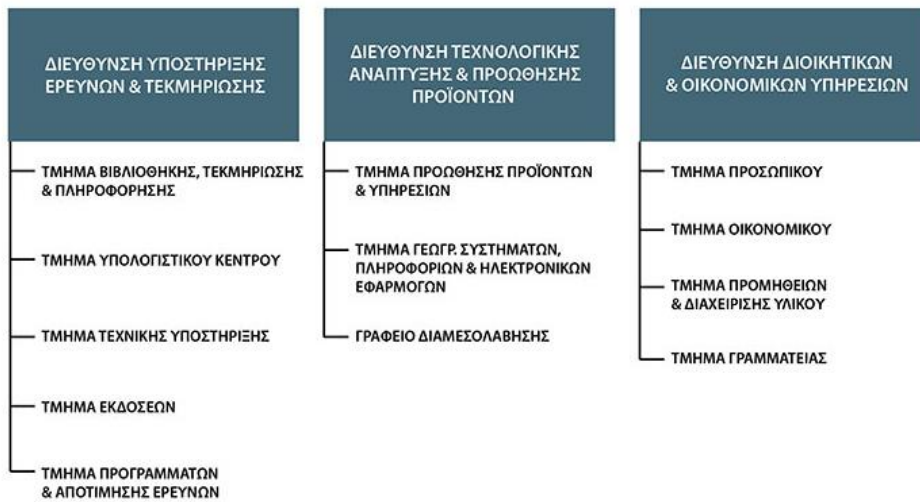 ΔΙΕΥΘΥΝΣΗ ΥΠΟΣΤΗΡΙΞΗΣ
ΕΡΕΥΝΩΝ & ΤΕΚΜΗΡΙΩΣΗΣ
ΤΜΗΜΑ ΒΙΒΛΙΟΘΗΚΗΣ, ΤΕΚΜΗΡΙΩΣΗΣ
& ΠΛΗΡΟΦΟΡΗΣΗΣ
ΤΜΗΜΑ ΥΠΟΛΟΓΙΣΤΙΚΟΥ ΚΕΝΤΡΟΥ
ΤΜΗΜΑ ΤΕΧΝΙΚΗΣ ΥΠΟΣΤΗΡΙΞΗΣ
ΤΜΗΜΑ ΕΚΔΟΣΕΩΝ
ΤΜΗΜΑ ΠΡΟΓΡΑΜΜΑΤΩΝ
& ΑΠΟΤΙΜΗΣΗΣ ΕΡΕΥΝΩΝ
ΔΙΕΥΘΥΝΣΗ ΤΕΧΝΟΛΟΓΙΚΗΣ
ΑΝΑΠΤΥΞΗΣ & ΠΡΟΩΘΗΣΗΣ
ΠΡΟΪΟΝΤΩΝ
ΤΜΗΜΑ ΠΡΟΩΘΗΣΗΣ ΠΡΟΪΟΝΤΩΝ
& ΥΠΗΡΕΣΙΩΝ
ΤΜΗΜΑ ΓΕΩΓΡ. ΣΥΣΤΗΜΑΤΩΝ,
ΠΛΗΡΟΦΟΡΙΩΝ & ΗΛΕΚΤΡΟΝΙΚΩΝ
ΕΦΑΡΜΟΓΩΝ
ΓΡΑΦΕΙΟ ΔΙΑΜΕΣΟΛΑΒΗΣΗΣ
ΔΙΕΥΘΥΝΣΗ ΔΙΟΙΚΗΤΙΚΩΝ
& ΟΙΚΟΝΟΜΙΚΩΝ ΥΠΗΡΕΣΙΩΝ
ΤΜΗΜΑ ΠΡΟΣΩΠΙΚΟΥ
ΤΜΗΜΑ ΟΙΚΟΝΟΜΙΚΟΥ
ΤΜΗΜΑ ΠΡΟΜΗΘΕΙΩΝ
& ΔΙΑΧΕΙΡΙΣΗΣ ΥΛΙΚΟΥ
ΤΜΗΜΑ ΓΡΑΜΜΑΤΕΙΑΣ